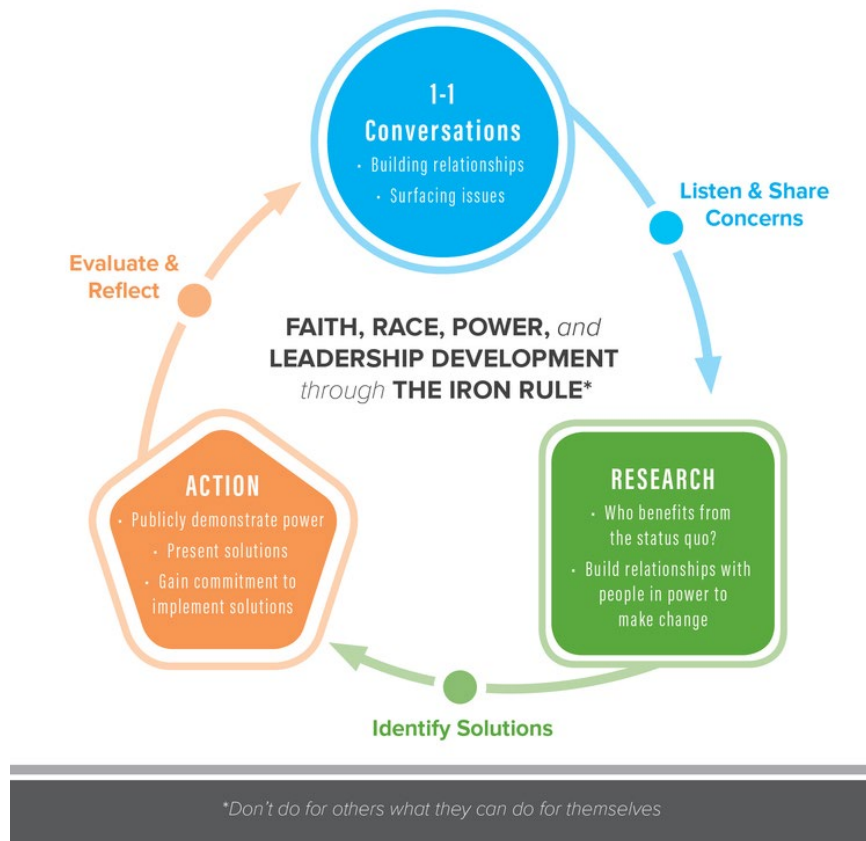 1-1
Conversations
• Building relationships
• Surfacing issues
Listen & Share
Concerns
Evaluate &
Reflect
FAITH, RACE, POWER, and
LEADERSHIP DEVELOPMENT
through THE IRON RULE*
RESEARCH
• Who benefits from
the status quo?
• Build relationships with
people in power to
make change
ACTION
• Publicly demonstrate power
• Present solutions
• Gain commitment to
implement solutions
Identify Solutions
*Don't do for others what they can do for themselves